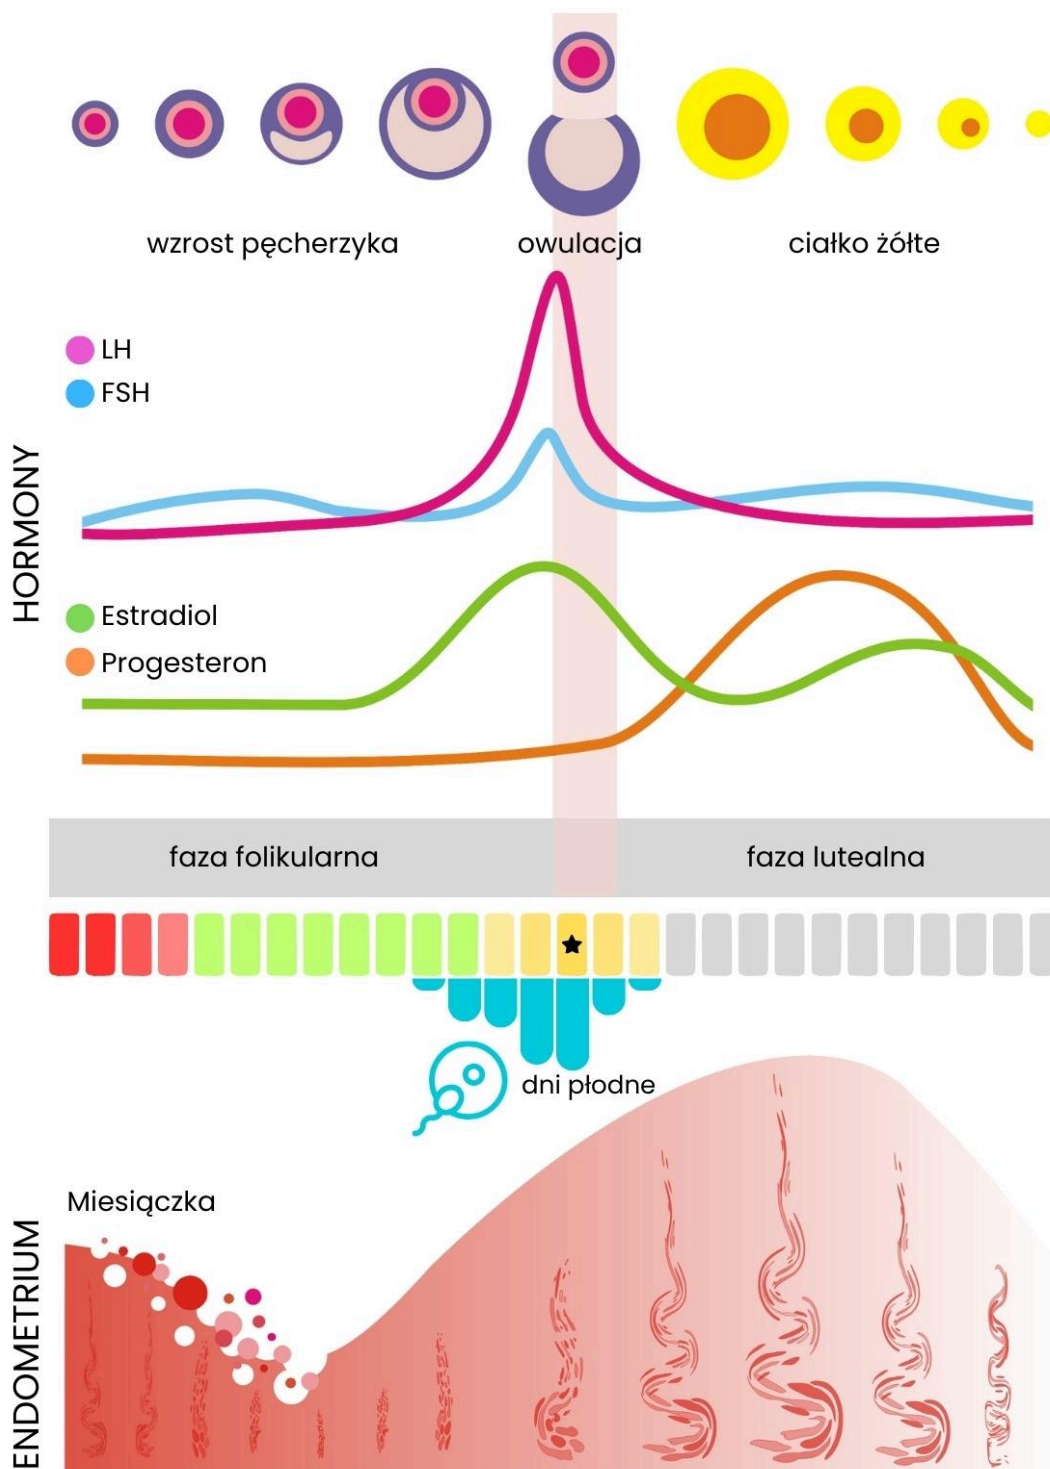 wzrost pęcherzyka
owulacja
ciałko żółte
LH
FSH
HORMONY
Estradiol
Progesteron
faza folikularna
faza lutealna
dni płodne
Miesiączka
ENDOMETRIUM